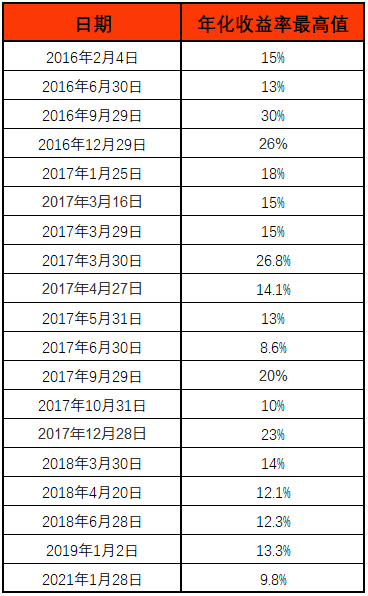 日期 年化收益率最高值
2016年2月4日 15%
2016年6月30日 13%
2016年9月29日 30%
2016年12月29日 26%
2017年1月25日 18%
2017年3月16日 15%
2017年3月29日 15%
2017年3月30日 26.8%
2017年4月27日 14.1%
2017年5月31日 13%
2017年6月30日 8.6%
2017年9月29日 20%
2017年10月31日 10%
2017年12月28日 23%
2018年3月30日 14%
2018年4月20日 12.1%
2018年6月28日 12.3%
2019年1月2日 13.3%
2021年1月28日 9.8%